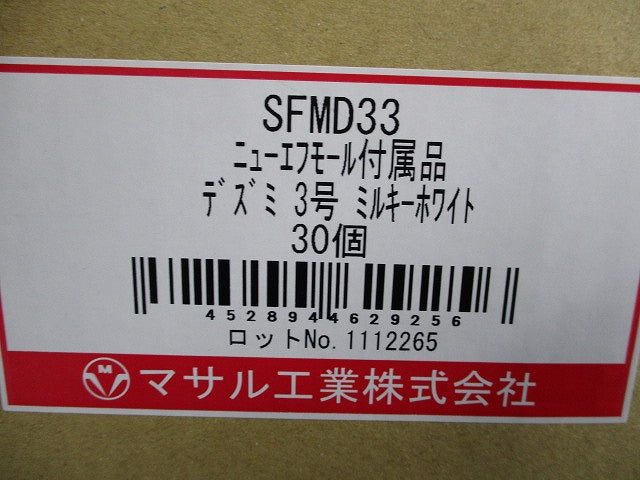 SFMD33
ﾆｭｰｴﾌﾓｰﾙ付属品
ﾃﾞｽﾞﾐ 3号 ﾐﾙｷｰﾎﾜｲﾄ
30個
4528944629256
ロットNo.1112265
M マサル工業株式会社